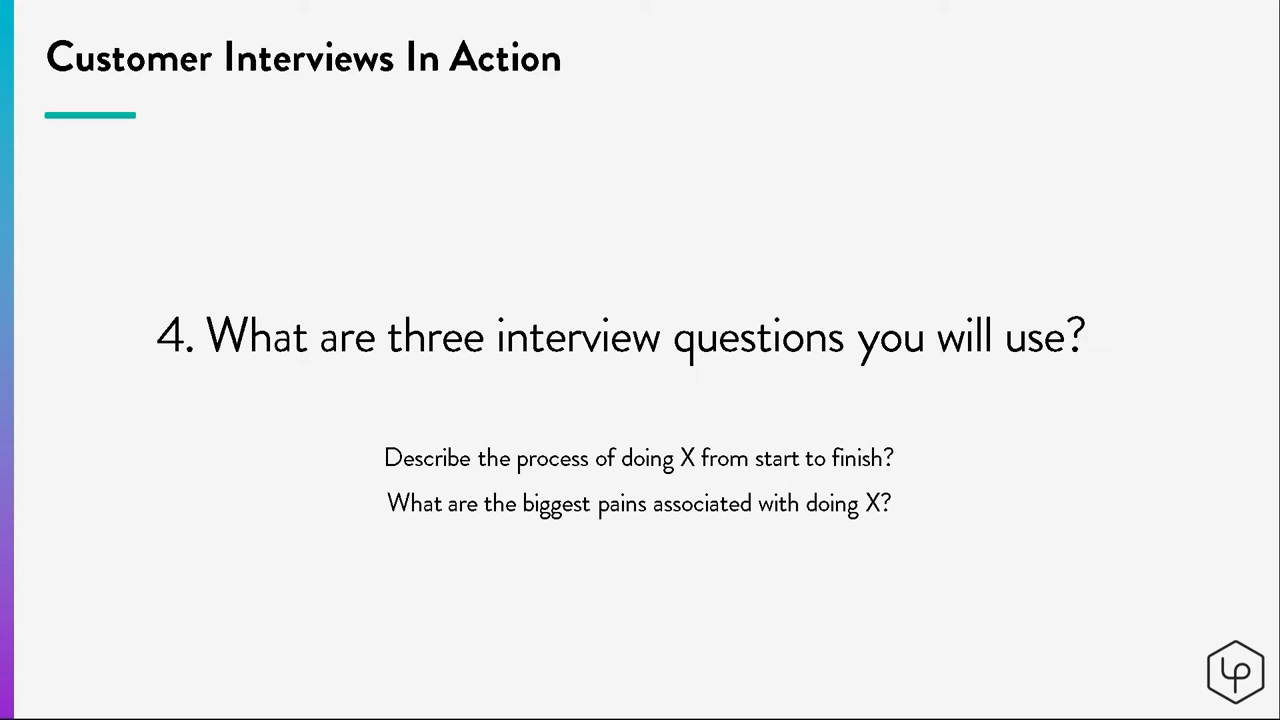 Customer Interviews In Action
4. What are three interview questions you will use?
Describe the process of doing X from start to finish?
What are the biggest pains associated with doing X?